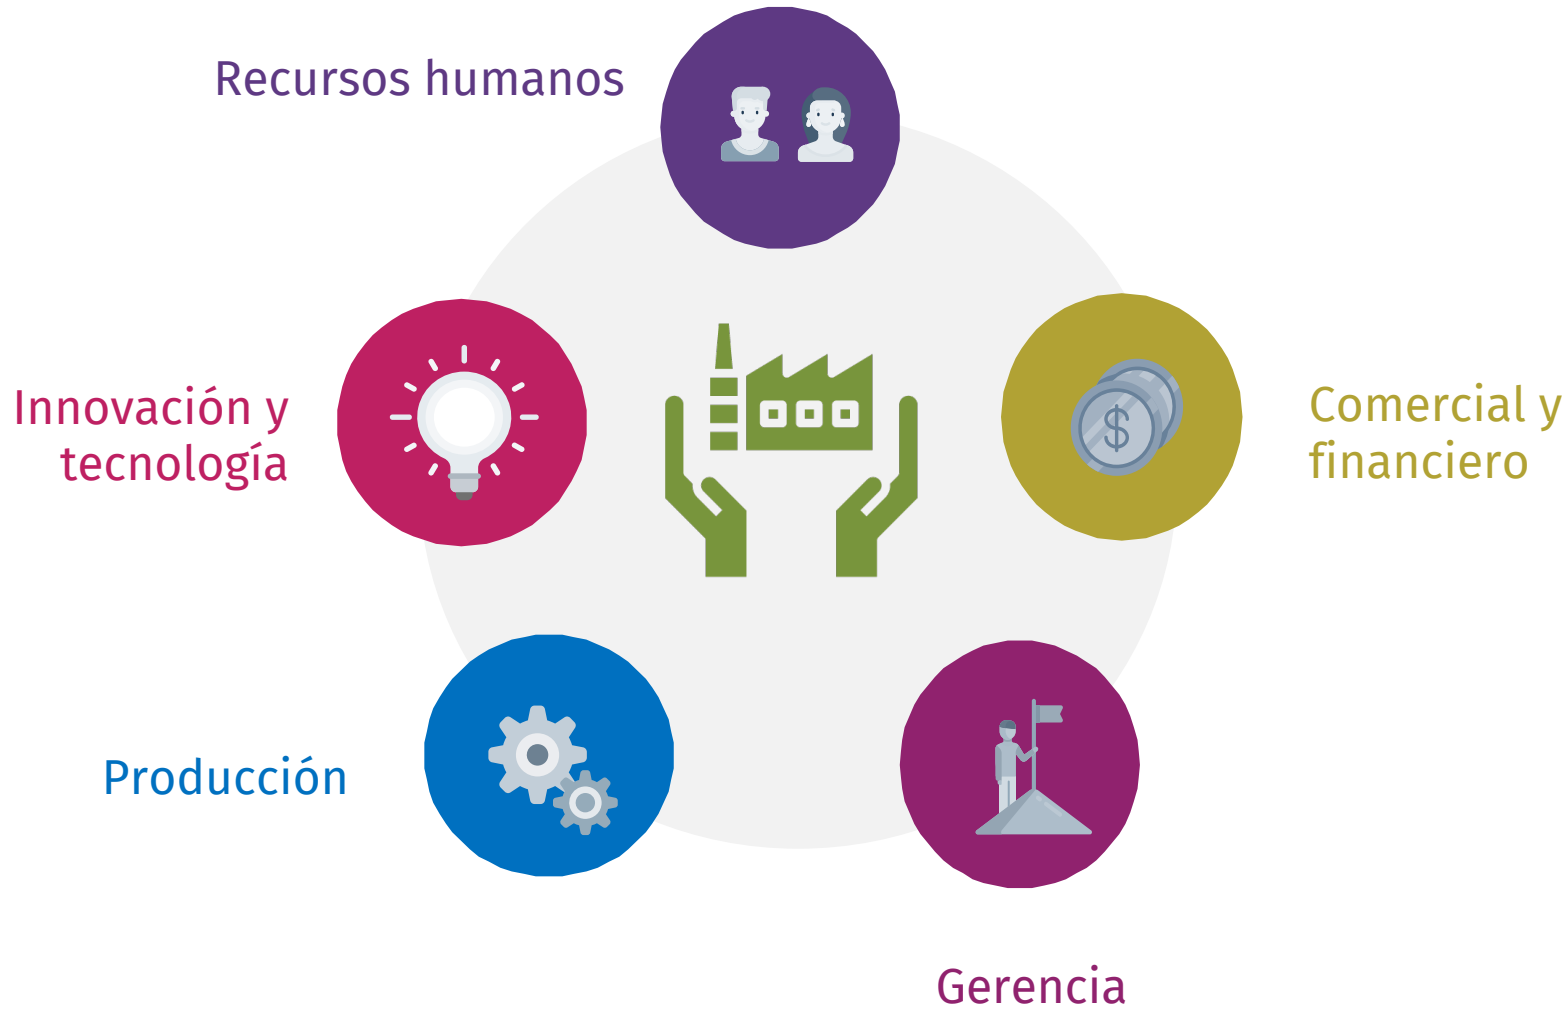 Recursos humanos
Innovación y
tecnología
Comercial y
financiero
Producción
Gerencia